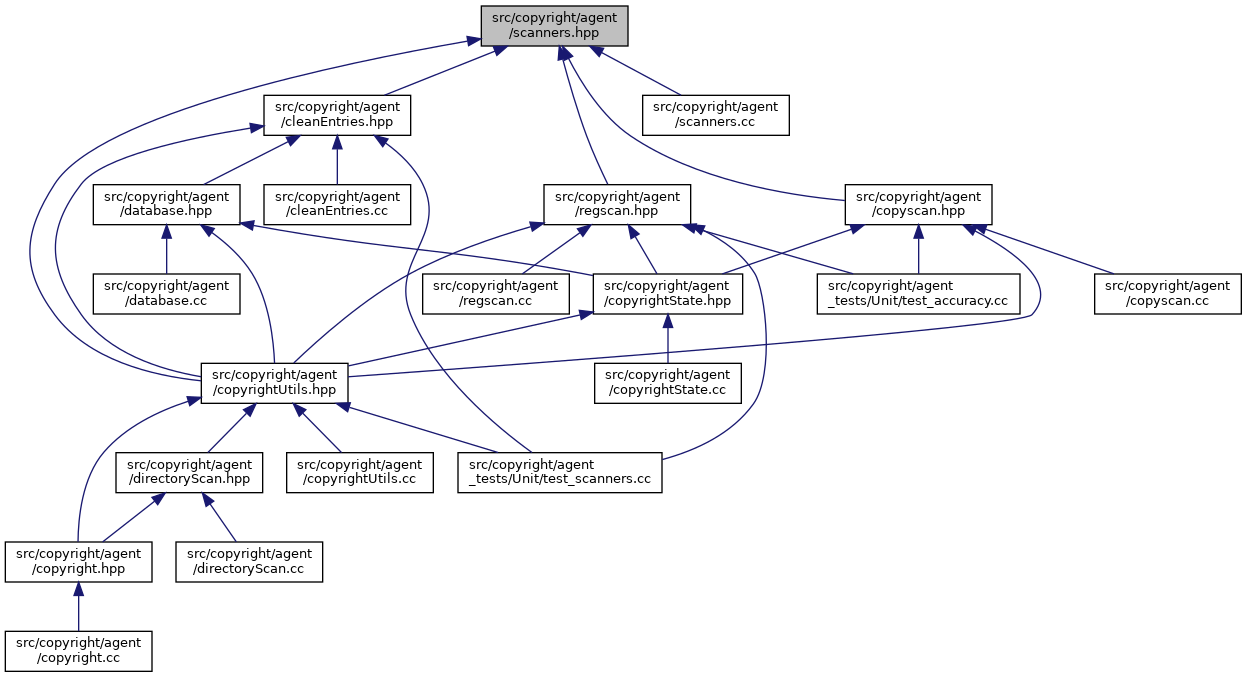 src/copyright/agent
/scanners.hpp
src/copyright/agent
/cleanEntries.hpp
src/copyright/agent
/scanners.cc
src/copyright/agent
/database.hpp
src/copyright/agent
/cleanEntries.cc
src/copyright/agent
/regscan.hpp
src/copyright/agent
/copyscan.hpp
src/copyright/agent
/database.cc
src/copyright/agent
/regscan.cc
src/copyright/agent
/copyrightState.hpp
src/copyright/agent
_tests/Unit/test_accuracy.cc
src/copyright/agent
/copyscan.cc
src/copyright/agent
/copyrightUtils.hpp
src/copyright/agent
/copyrightState.cc
src/copyright/agent
/directoryScan.hpp
src/copyright/agent
/copyrightUtils.cc
src/copyright/agent
_tests/Unit/test_scanners.cc
src/copyright/agent
/copyright.hpp
src/copyright/agent
/directoryScan.cc
src/copyright/agent
/copyright.cc